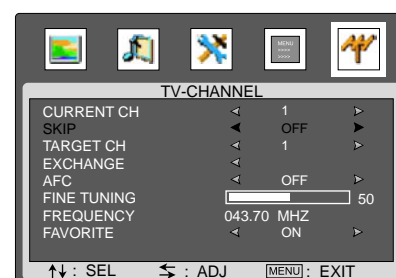 MENU
TV-CHANNEL
CURRENT CH 1
SKIP OFF
TARGET CH 1
EXCHANGE
AFC OFF
FINE TUNING 50
FREQUENCY 043.70 MHZ
FAVORITE ON
: SEL : ADJ MENU : EXIT